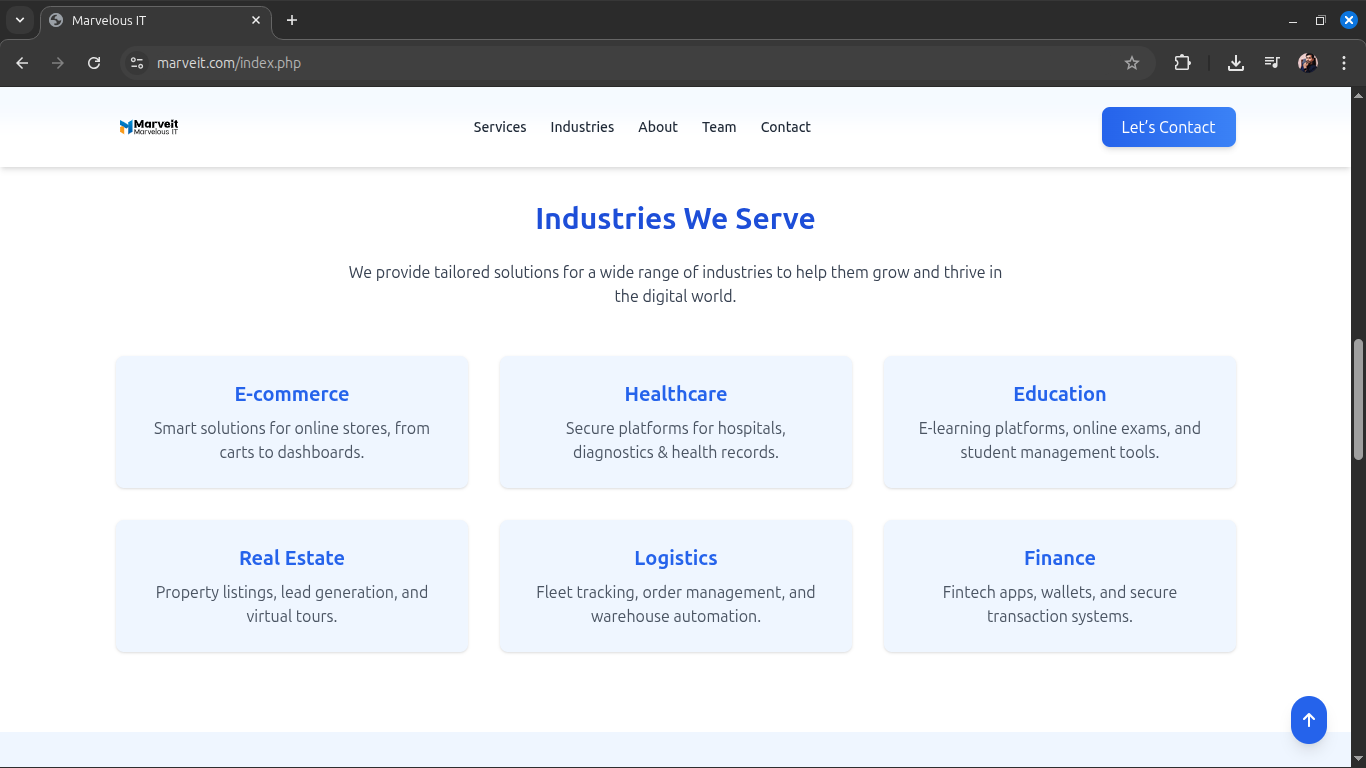 Marvelous IT
marveit.com/index.php
Marveit
Marvelous IT
Services Industries About Team Contact
Let’s Contact
Industries We Serve
We provide tailored solutions for a wide range of industries to help them grow and thrive in
the digital world.
E-commerce
Smart solutions for online stores, from
carts to dashboards.
Healthcare
Secure platforms for hospitals,
diagnostics & health records.
Education
E-learning platforms, online exams, and
student management tools.
Real Estate
Property listings, lead generation, and
virtual tours.
Logistics
Fleet tracking, order management, and
warehouse automation.
Finance
Fintech apps, wallets, and secure
transaction systems.